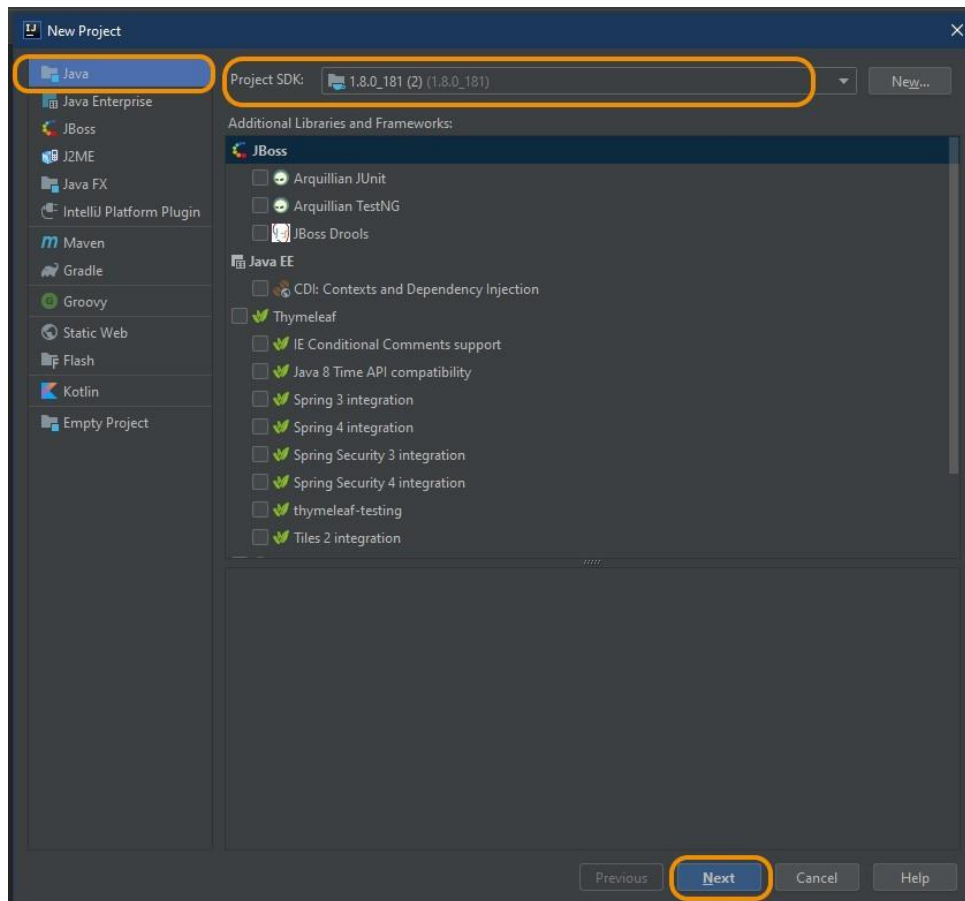 New Project
Java
Java Enterprise
JBoss
J2ME
Java FX
IntelliJ Platform Plugin
Maven
Gradle
Groovy
Static Web
Flash
Kotlin
Empty Project
Project SDK: 1.8.0_181 (2) (1.8.0_181) New...
Additional Libraries and Frameworks:
JBoss
Arquillian JUnit
Arquillian TestNG
JBoss Drools
Java EE
CDI: Contexts and Dependency Injection
Thymeleaf
IE Conditional Comments support
Java 8 Time API compatibility
Spring 3 integration
Spring 4 integration
Spring Security 3 integration
Spring Security 4 integration
thymeleaf-testing
Tiles 2 integration
Previous Next Cancel Help